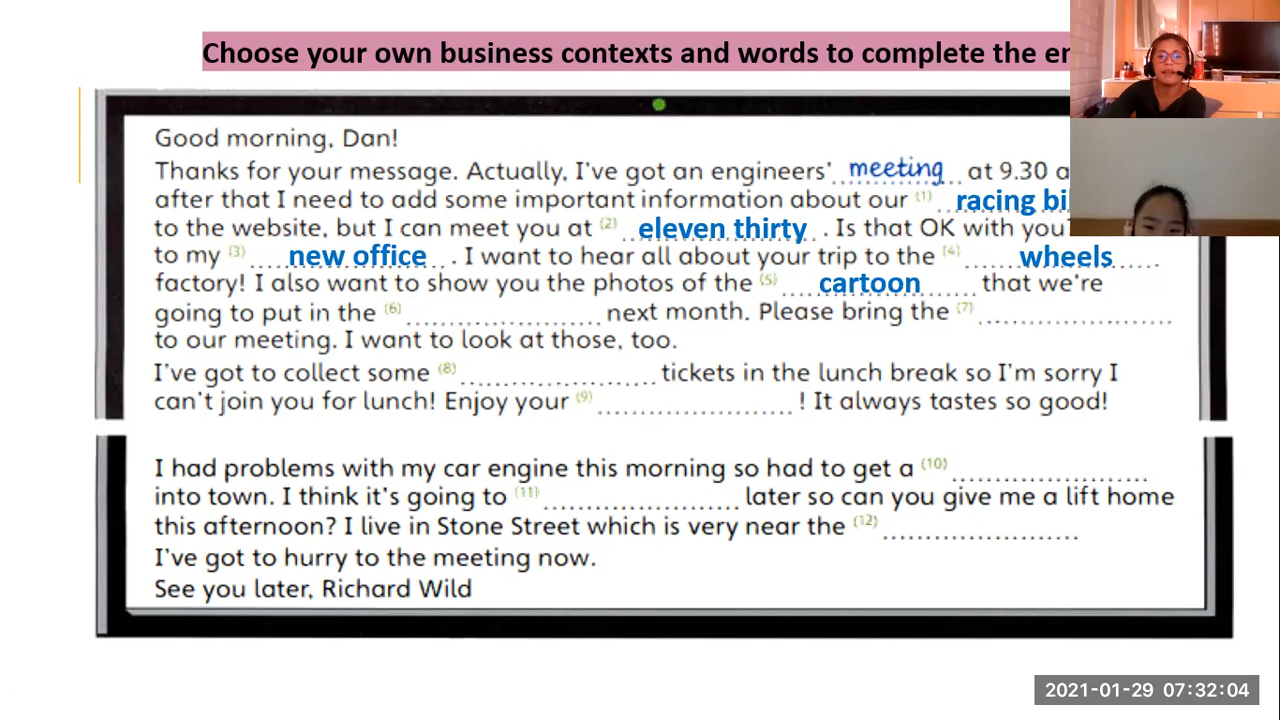 Choose your own business contexts and words to complete the
Good morning, Dan!
Thanks for your message. Actually, I've got an engineers' meeting at 9.30
after that I need to add some important information about our (1) racing
to the website, but I can meet you at (2) eleven thirty. Is that OK with you
to my (3) new office. I want to hear all about your trip to the (4) wheels
factory! I also want to show you the photos of the (5) cartoon that we're
going to put in the (6) ............ next month. Please bring the (7) ............
to our meeting. I want to look at those, too.
I've got to collect some (8) ............ tickets in the lunch break so I'm sorry I
can't join you for lunch! Enjoy your (9) ............! It always tastes so good!
I had problems with my car engine this morning so had to get a (10) ............
into town. I think it's going to (11) ............ later so can you give me a lift home
this afternoon? I live in Stone Street which is very near the (12) ............
I've got to hurry to the meeting now.
See you later, Richard Wild
2021-01-29 07:32:04